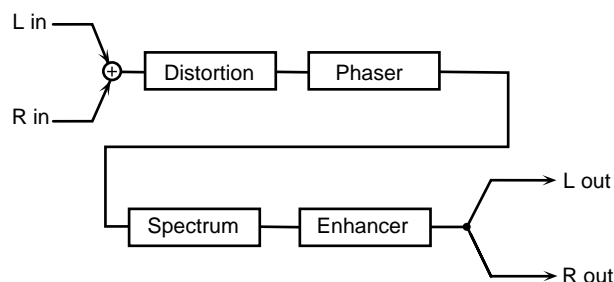 L in
+
Distortion
Phaser
R in
Spectrum
Enhancer
L out
R out